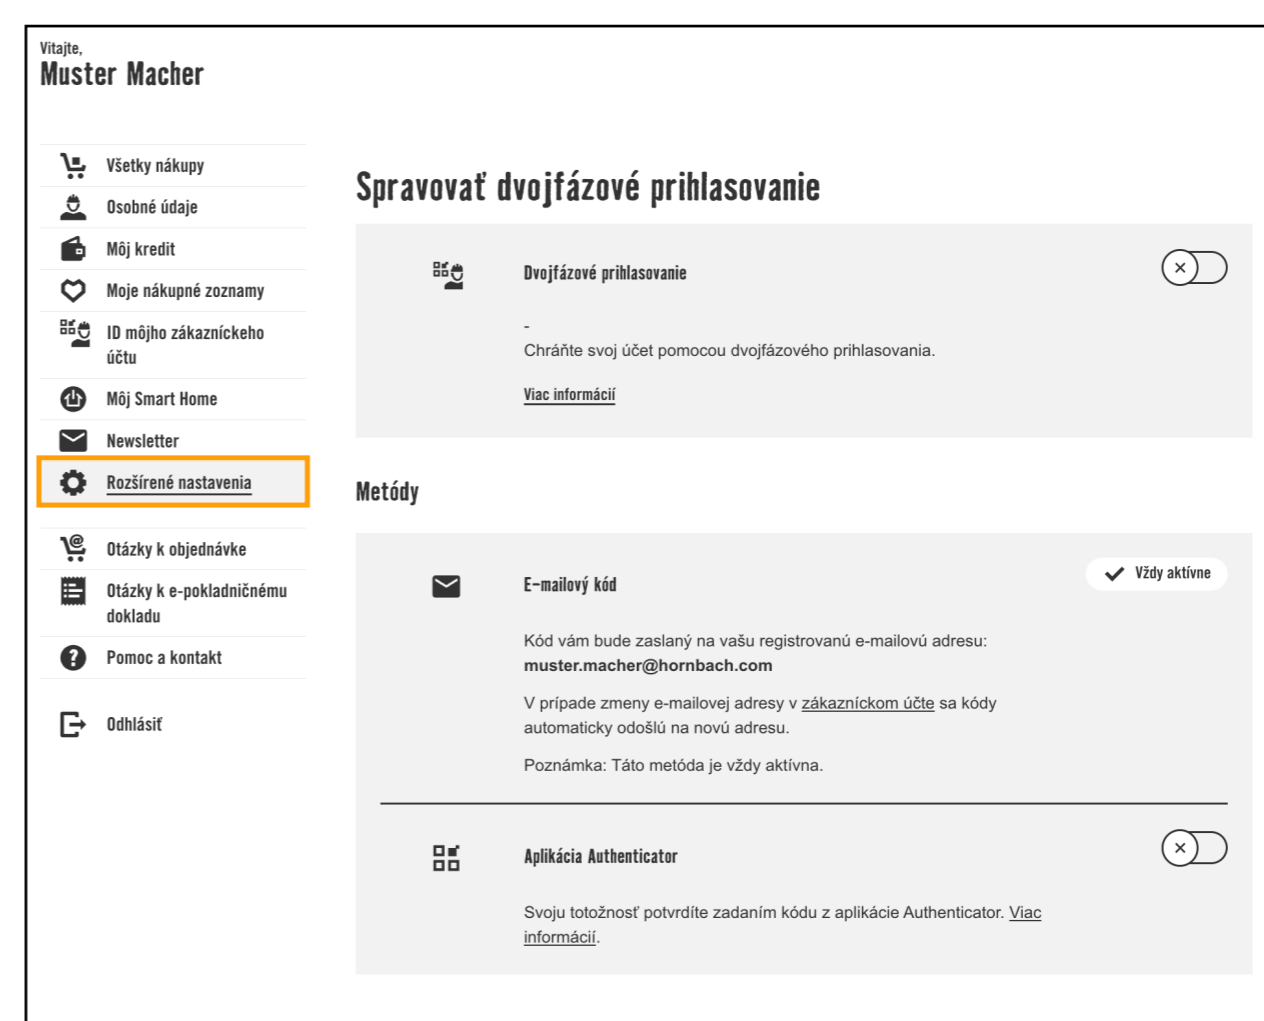 Vitajte,
Muster Macher
Všetky nákupy
Osobné údaje
Môj kredit
Moje nákupné zoznamy
ID môjho zákazníckeho
účtu
Môj Smart Home
Newsletter
Rozšírené nastavenia
Otázky k objednávke
Otázky k e-pokladničnému
dokladu
Pomoc a kontakt
Odhlásiť
Spravovať dvojfázové prihlasovanie
Dvojfázové prihlasovanie
-
Chráňte svoj účet pomocou dvojfázového prihlasovania.
Viac informácií
Metódy
E-mailový kód
Vždy aktívne
Kód vám bude zaslaný na vašu registrovanú e-mailovú adresu:
muster.macher@hornbach.com
V prípade zmeny e-mailovej adresy v zákazníckom účte sa kódy
automaticky odošlú na novú adresu.
Poznámka: Táto metóda je vždy aktívna.
Aplikácia Authenticator
Svoju totožnosť potvrdíte zadaním kódu z aplikácie Authenticator. Viac
informácií.